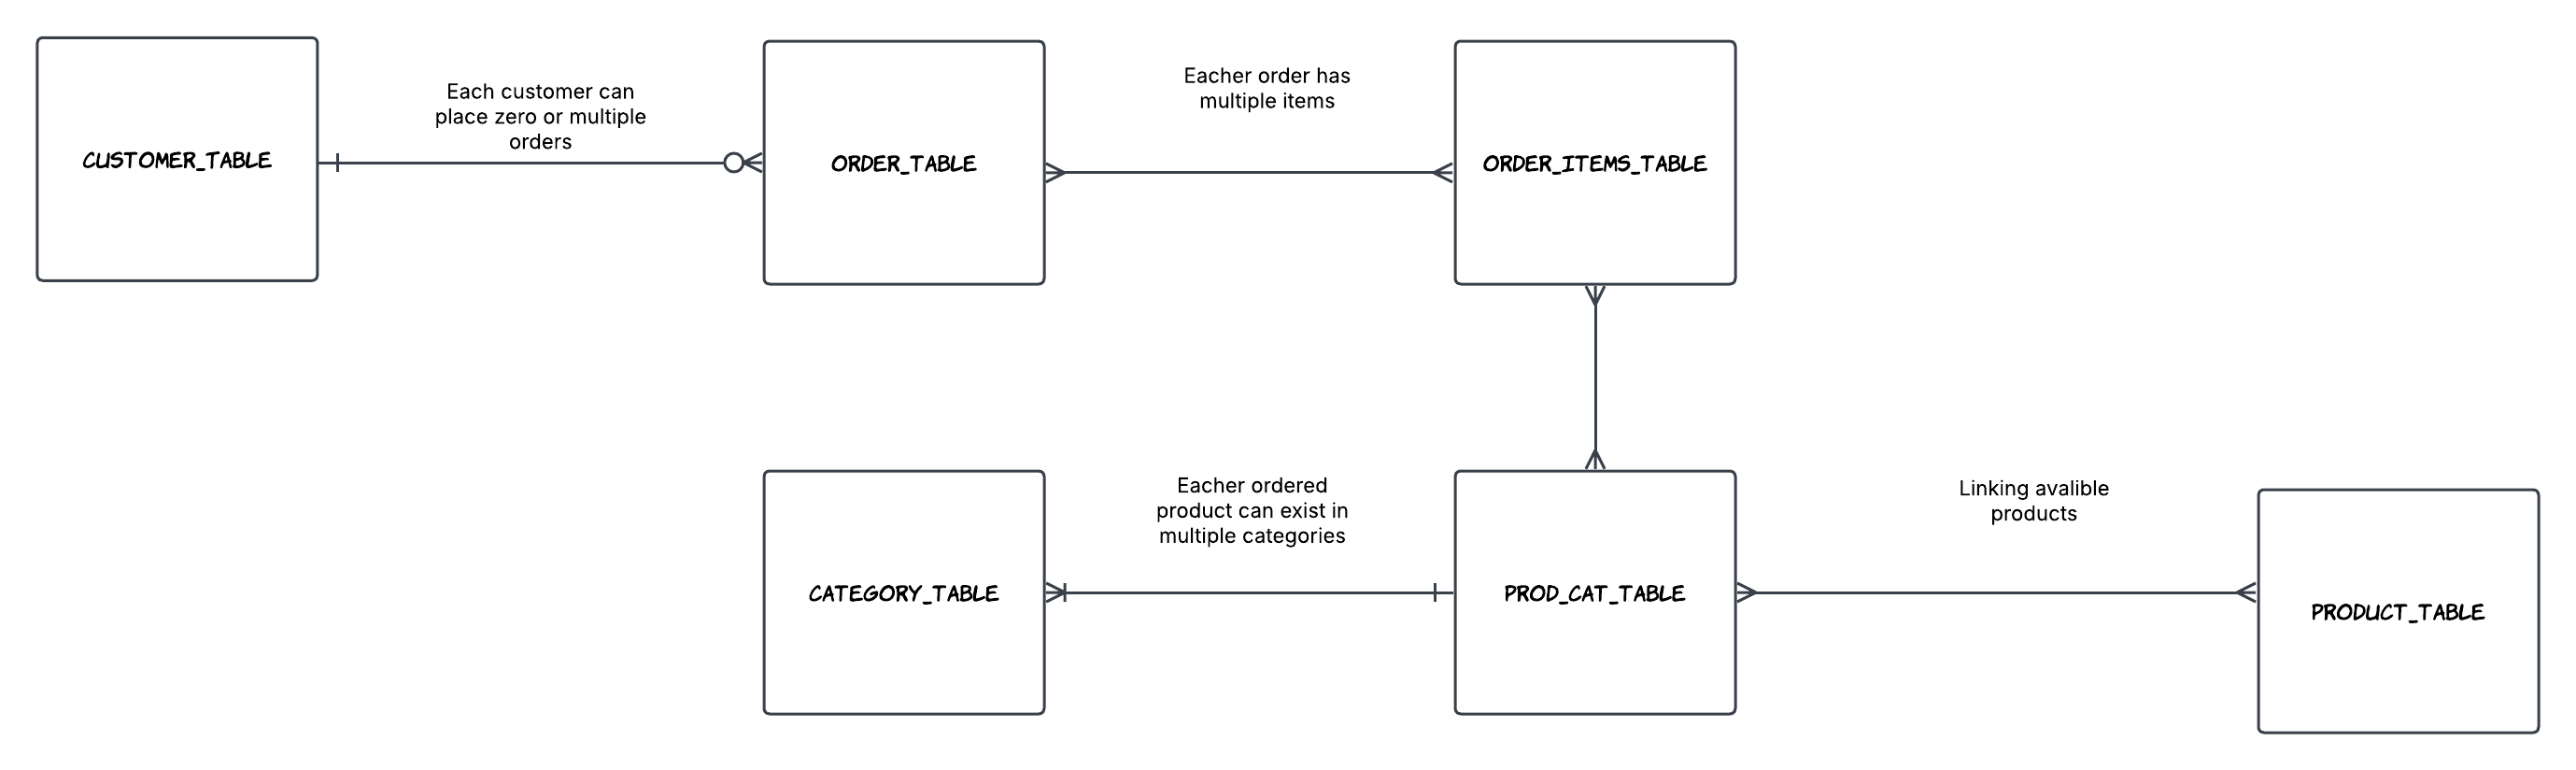 CUSTOMER_TABLE
Each customer can
place zero or multiple
orders
ORDER_TABLE
Eacher order has
multiple items
ORDER_ITEMS_TABLE
CATEGORY_TABLE
Eacher ordered
product can exist in
multiple categories
PROD_CAT_TABLE
Linking avalible
products
PRODUCT_TABLE